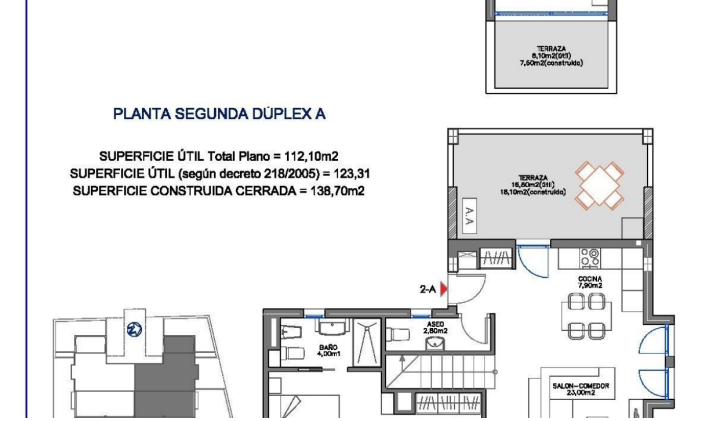 TERRAZA
6,10m2(útil)
7,50m2(construido)
PLANTA SEGUNDA DÚPLEX A
SUPERFICIE ÚTIL Total Plano = 112,10m2
SUPERFICIE ÚTIL (según decreto 218/2005) = 123,31
SUPERFICIE CONSTRUIDA CERRADA = 138,70m2
TERRAZA
16,80m2(útil)
18,10m2(construido)
A.A
2-A
COCINA
7,90m2
ASEO
2,80m2
BAÑO
4,00m1
SALON-COMEDOR
23,00m2